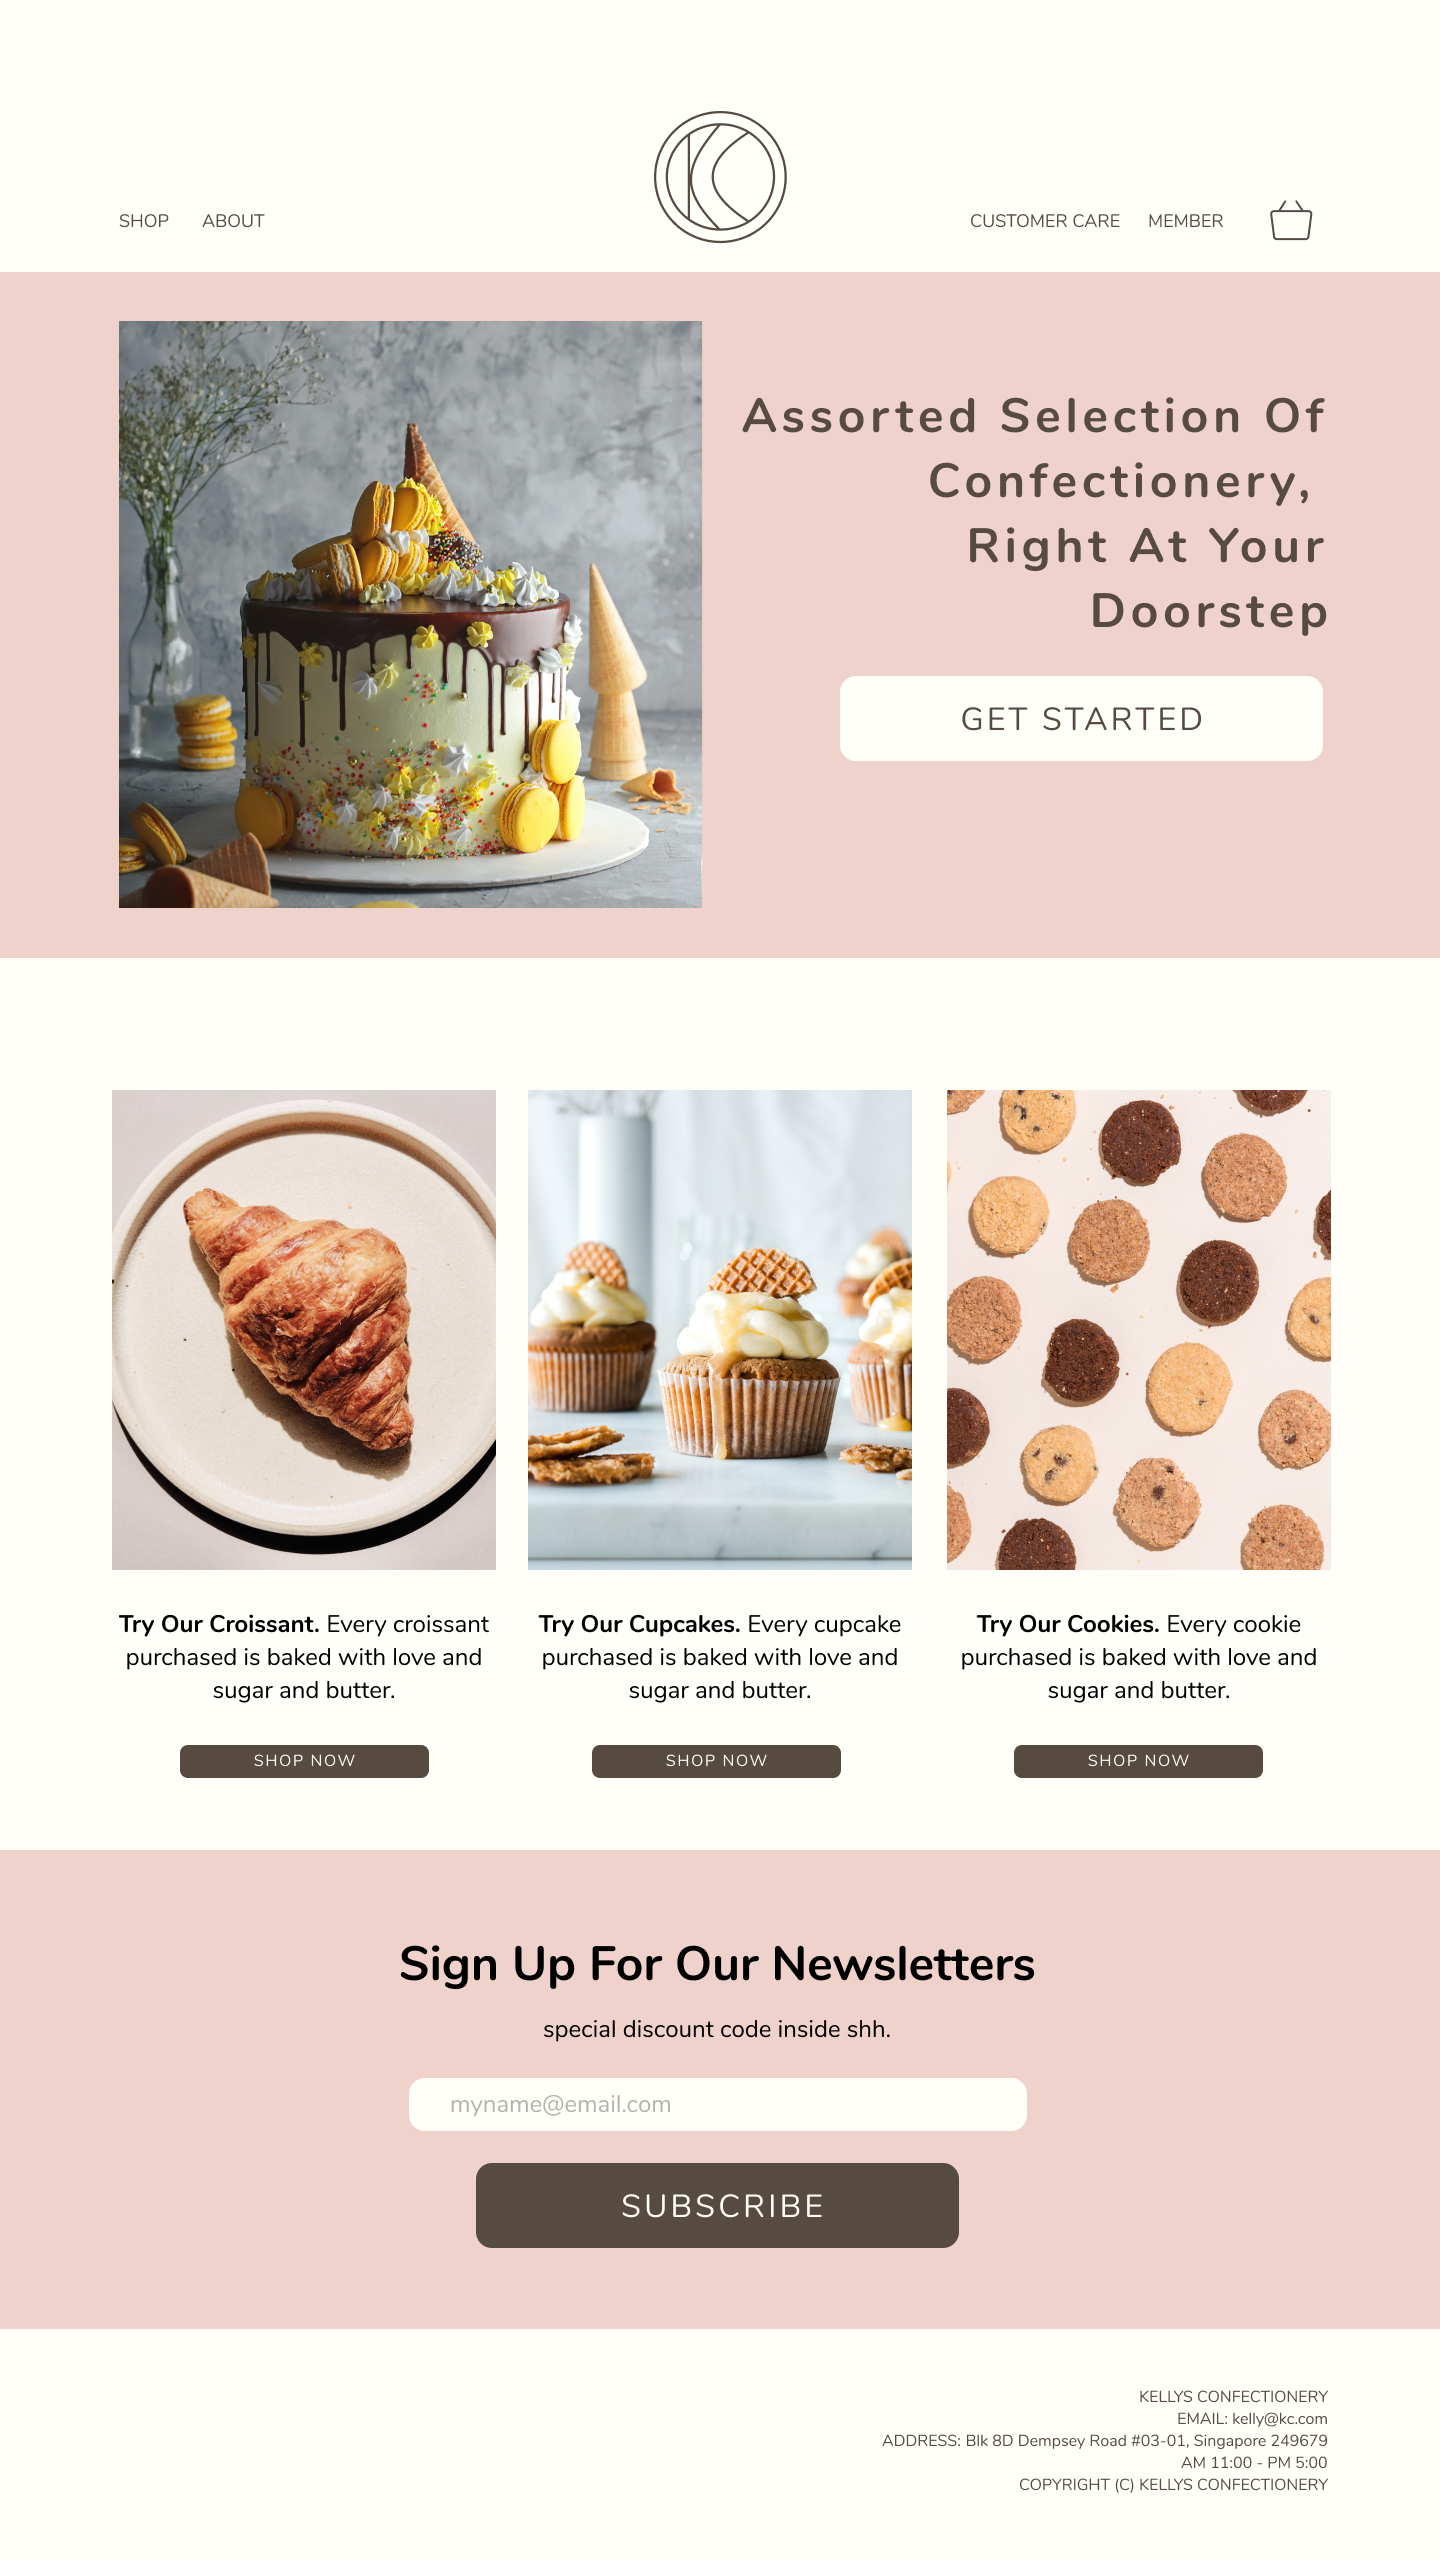 SHOP ABOUT CUSTOMER CARE MEMBER
Assorted Selection Of
Confectionery,
Right At Your
Doorstep
GET STARTED
Try Our Croissant. Every croissant
purchased is baked with love and
sugar and butter.
SHOP NOW
Try Our Cupcakes. Every cupcake
purchased is baked with love and
sugar and butter.
SHOP NOW
Try Our Cookies. Every cookie
purchased is baked with love and
sugar and butter.
SHOP NOW
Sign Up For Our Newsletters
special discount code inside shh.
myname@email.com
SUBSCRIBE
KELLYS CONFECTIONERY
EMAIL: kelly@kc.com
ADDRESS: Blk 8D Dempsey Road #03-01, Singapore 249679
AM 11:00 - PM 5:00
COPYRIGHT (C) KELLYS CONFECTIONERY